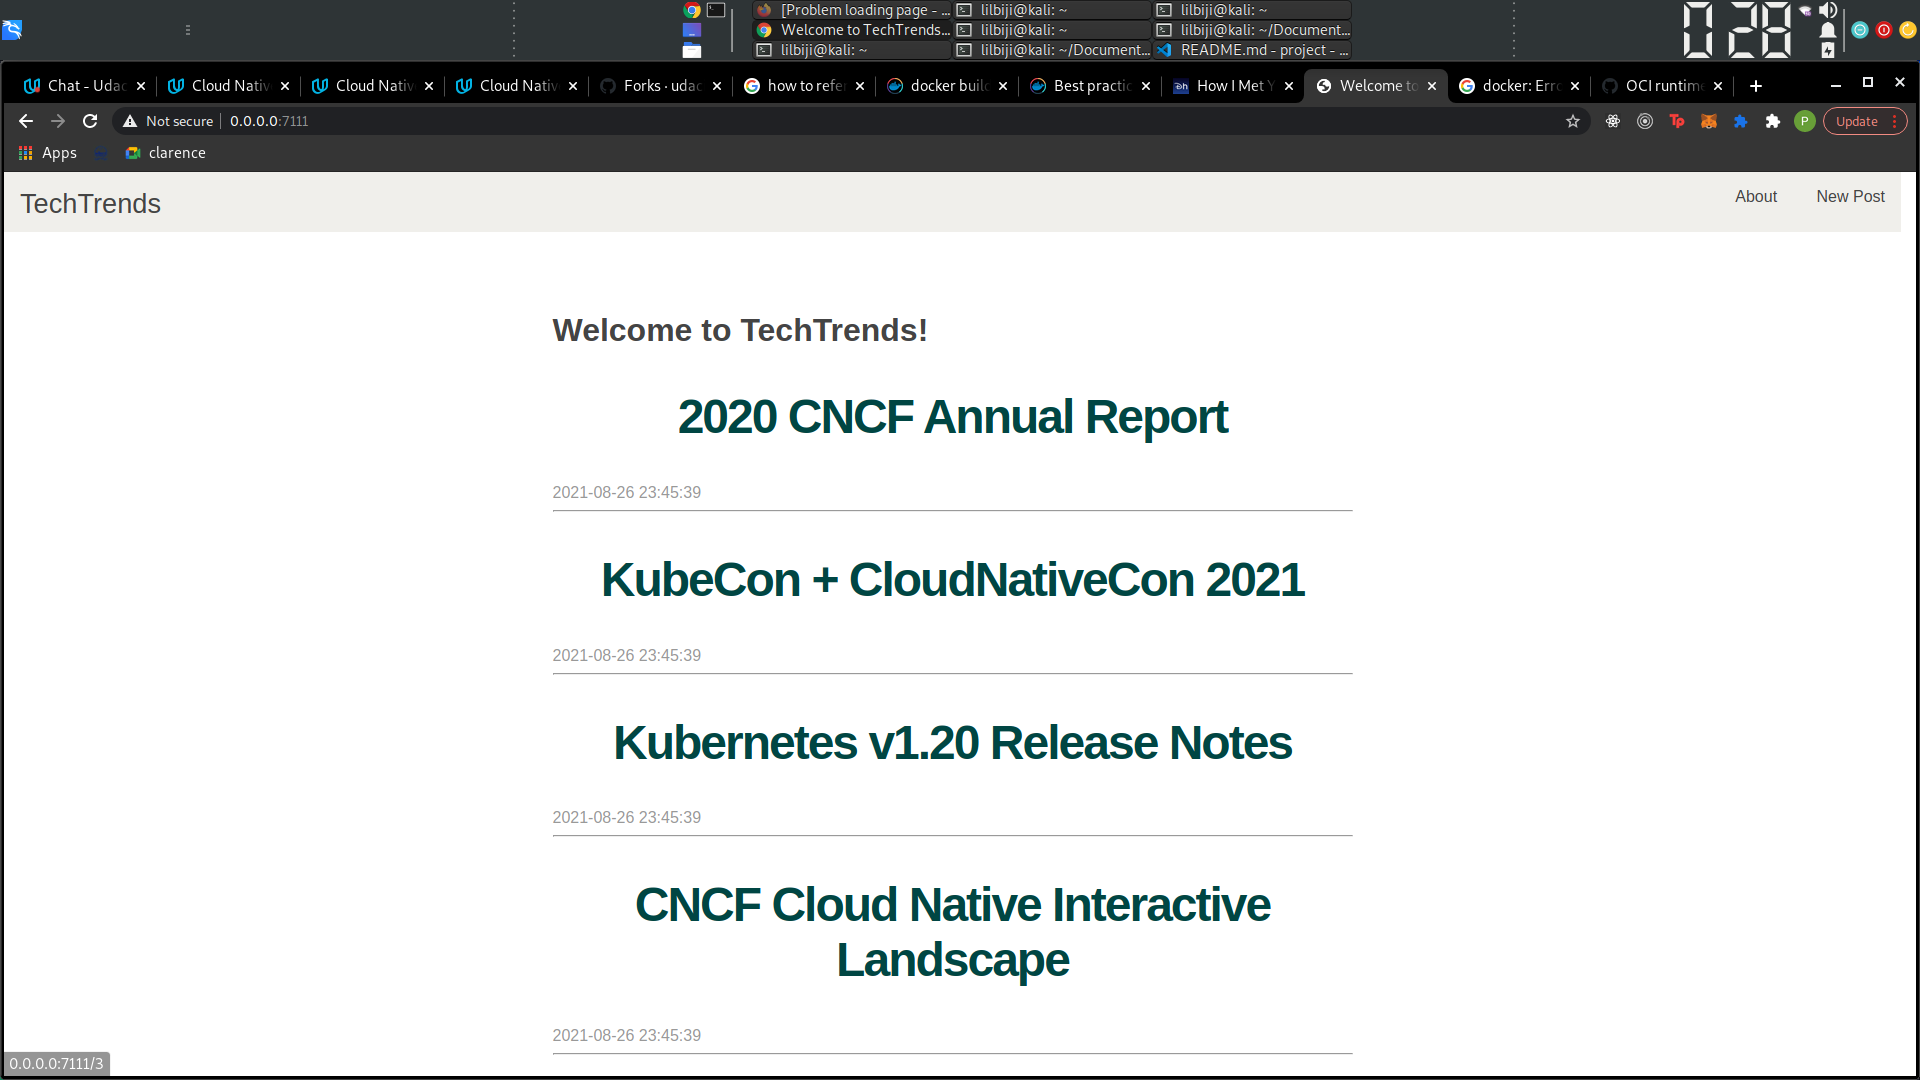 [Problem loading page - ...
lilbiji@kali: ~
lilbiji@kali: ~
Welcome to TechTrends...
lilbiji@kali: ~
lilbiji@kali: ~/Document...
lilbiji@kali: ~
lilbiji@kali: ~/Document...
README.md - project - ...
028
Chat - Udac
Cloud Nativ
Cloud Nativ
Cloud Nativ
Forks · udac
how to refe
docker buil
Best practic
How I Met Y
Welcome to
docker: Erro
OCI runtime
Not secure
0.0.0.0:7111
Tp
P
Update
Apps
clarence
TechTrends
About
New Post
Welcome to TechTrends!
2020 CNCF Annual Report
2021-08-26 23:45:39
KubeCon + CloudNativeCon 2021
2021-08-26 23:45:39
Kubernetes v1.20 Release Notes
2021-08-26 23:45:39
CNCF Cloud Native Interactive
Landscape
2021-08-26 23:45:39
0.0.0.0:7111/3